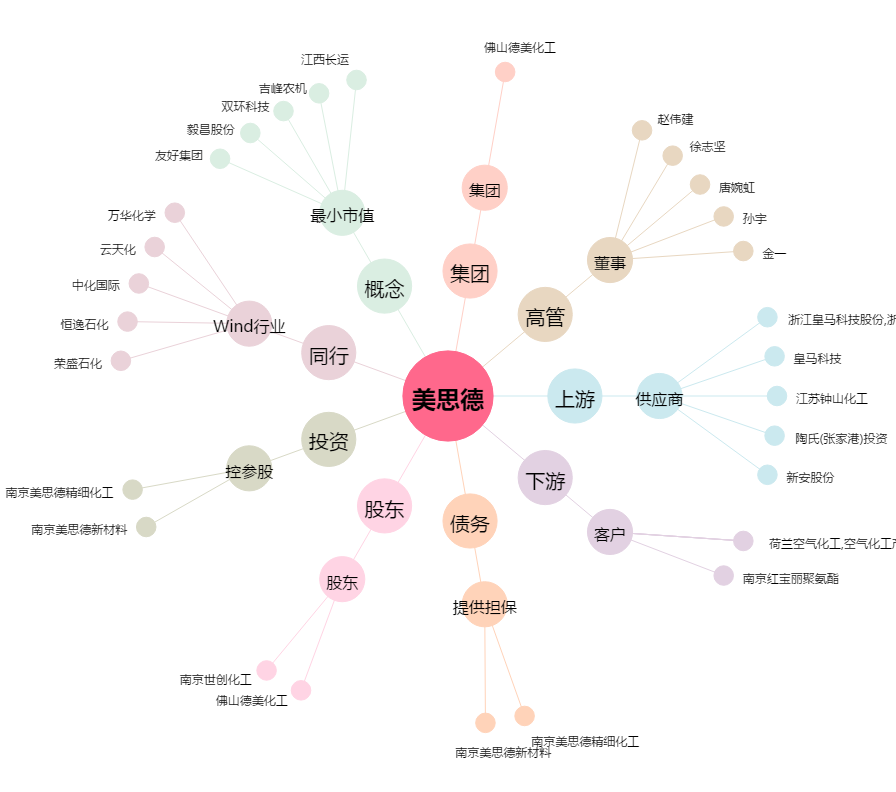 佛山德美化工
江西长运
吉峰农机
双环科技
毅昌股份
友好集团
赵伟建
徐志坚
唐婉虹
孙宇
金一
集团
最小市值
万华化学
云天化
中化国际
恒逸石化
荣盛石化
董事
集团
概念
高管
Wind行业
同行
浙江皇马科技股份,浙
皇马科技
江苏钟山化工
陶氏(张家港)投资
新安股份
美思德
上游
供应商
投资
控参股
下游
南京美思德精细化工
南京美思德新材料
股东
债务
客户
荷兰空气化工,空气化工产
南京红宝丽聚氨酯
股东
提供担保
南京世创化工
佛山德美化工
南京美思德精细化工
南京美思德新材料